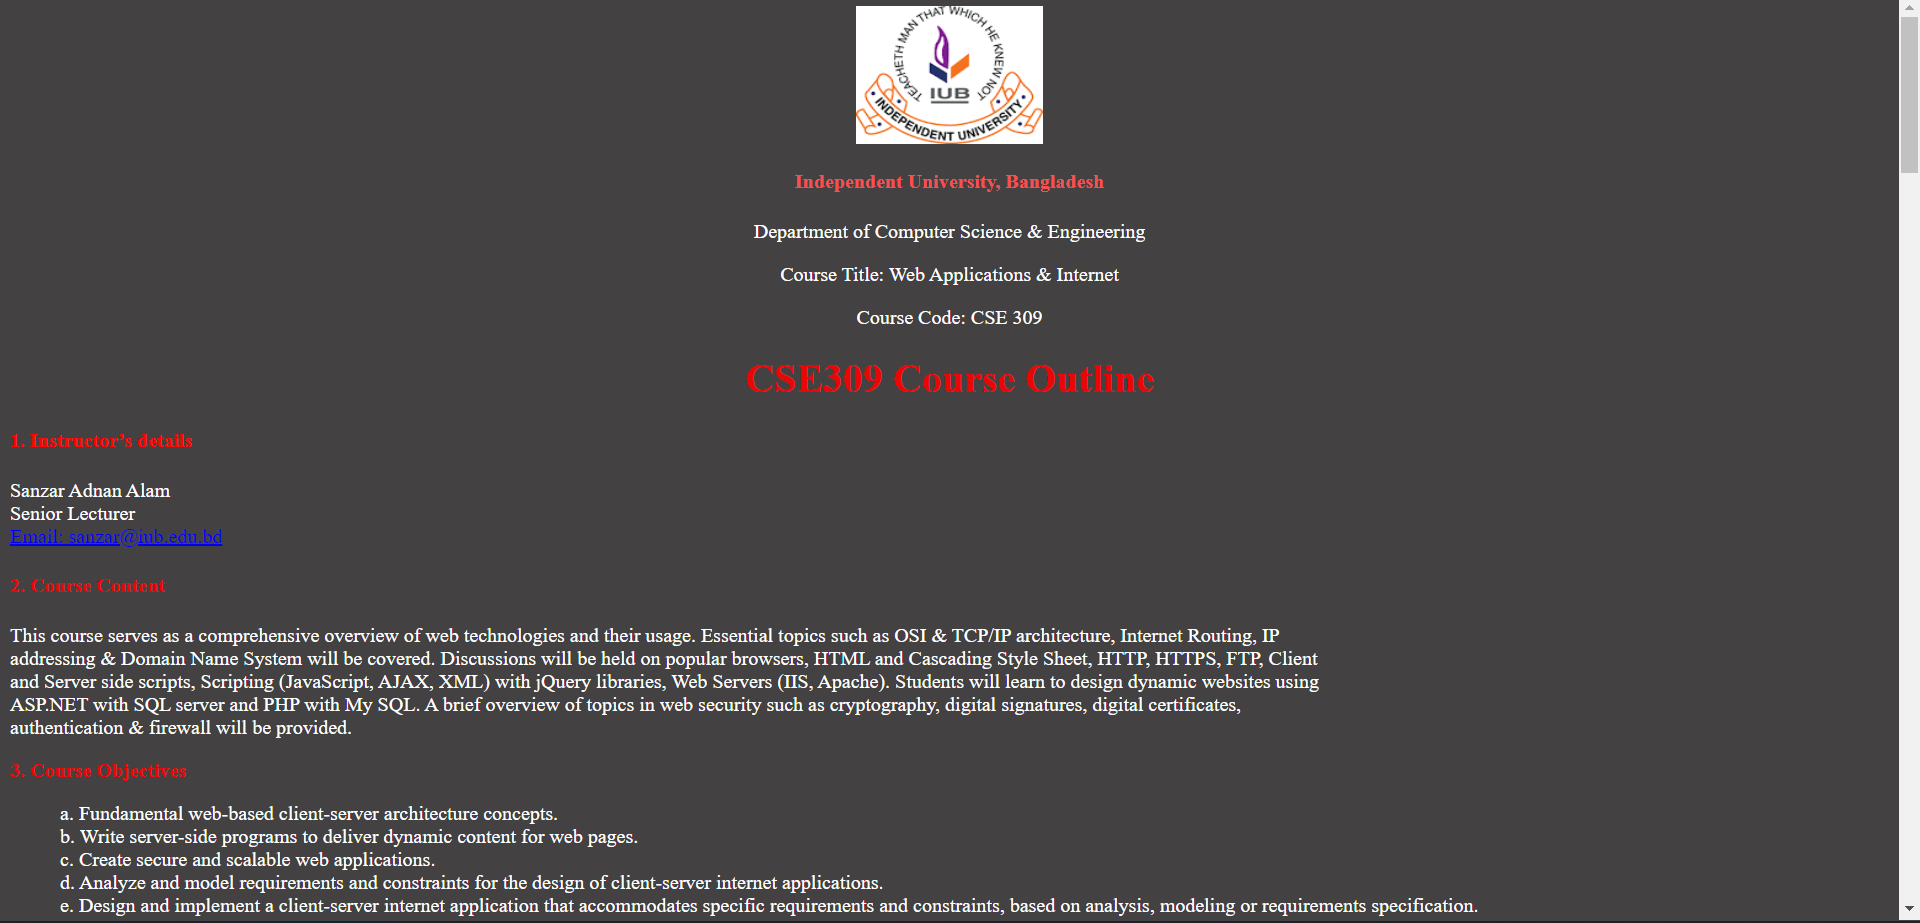 TEACHETH MAN THAT WHICH HE KNEW NOT
IUB
INDEPENDENT UNIVERSITY
Independent University, Bangladesh
Department of Computer Science & Engineering
Course Title: Web Applications & Internet
Course Code: CSE 309
CSE309 Course Outline
1. Instructor’s details
Sanzar Adnan Alam
Senior Lecturer
Email: sanzar@iub.edu.bd
2. Course Content
This course serves as a comprehensive overview of web technologies and their usage. Essential topics such as OSI & TCP/IP architecture, Internet Routing, IP
addressing & Domain Name System will be covered. Discussions will be held on popular browsers, HTML and Cascading Style Sheet, HTTP, HTTPS, FTP, Client
and Server side scripts, Scripting (JavaScript, AJAX, XML) with jQuery libraries, Web Servers (IIS, Apache). Students will learn to design dynamic websites using
ASP.NET with SQL server and PHP with My SQL. A brief overview of topics in web security such as cryptography, digital signatures, digital certificates,
authentication & firewall will be provided.
3. Course Objectives
a. Fundamental web-based client-server architecture concepts.
b. Write server-side programs to deliver dynamic content for web pages.
c. Create secure and scalable web applications.
d. Analyze and model requirements and constraints for the design of client-server internet applications.
e. Design and implement a client-server internet application that accommodates specific requirements and constraints, based on analysis, modeling or requirements specification.